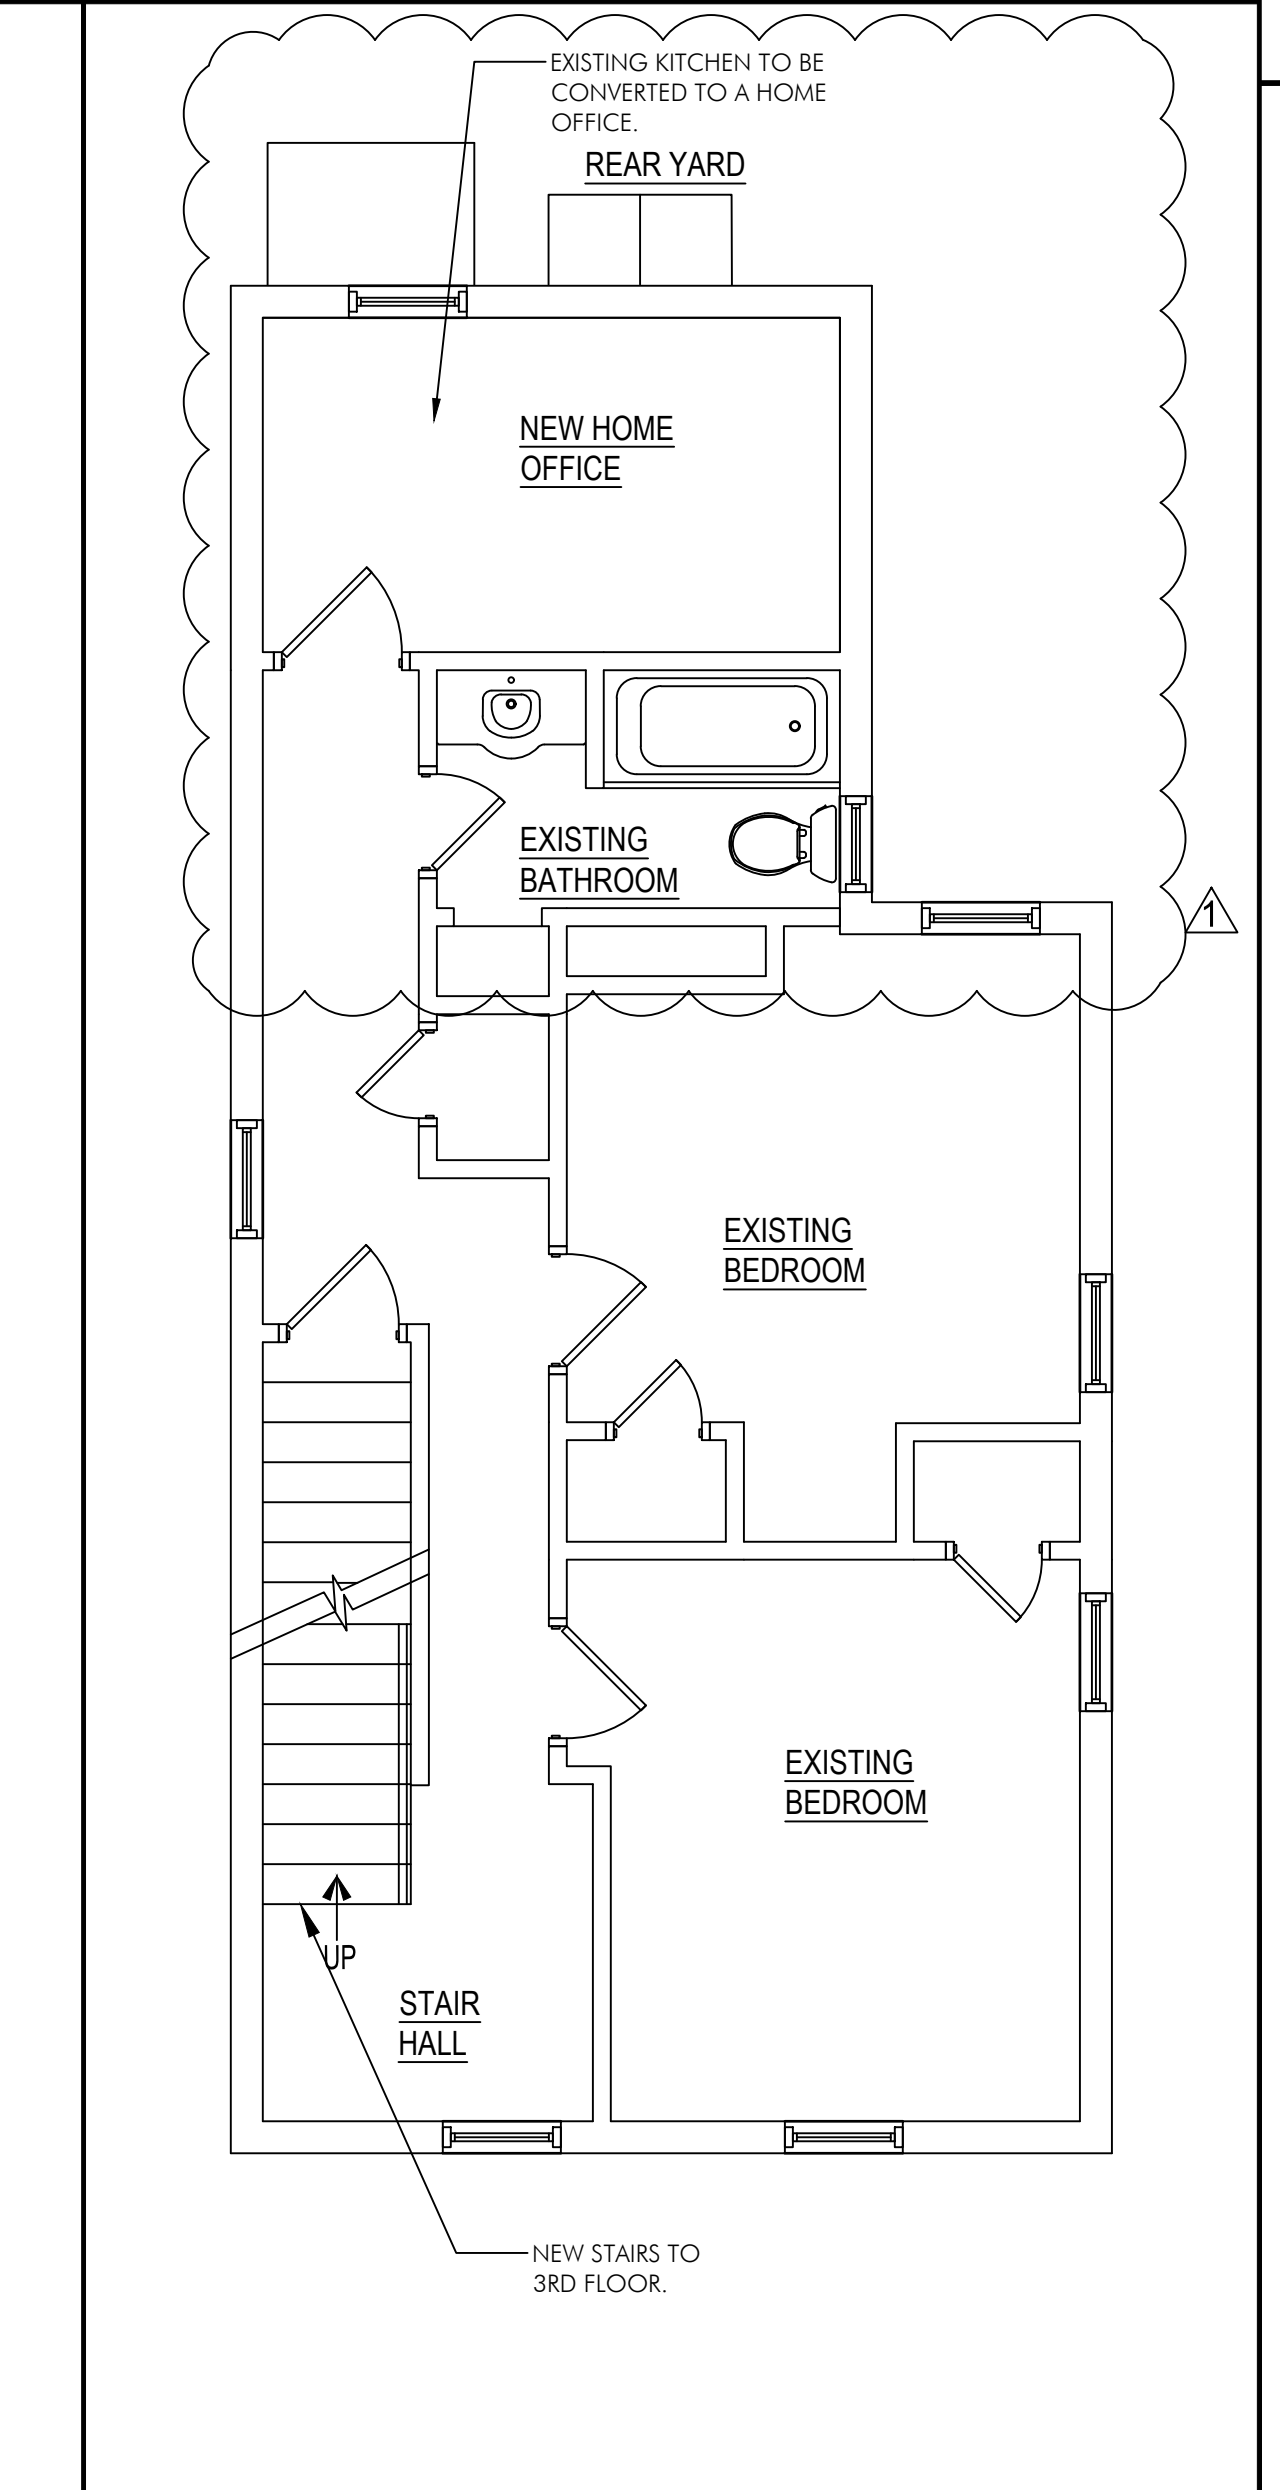 EXISTING KITCHEN TO BE
CONVERTED TO A HOME
OFFICE.
REAR YARD
NEW HOME
OFFICE
EXISTING
BATHROOM
1
EXISTING
BEDROOM
EXISTING
BEDROOM
UP
STAIR
HALL
NEW STAIRS TO
3RD FLOOR.